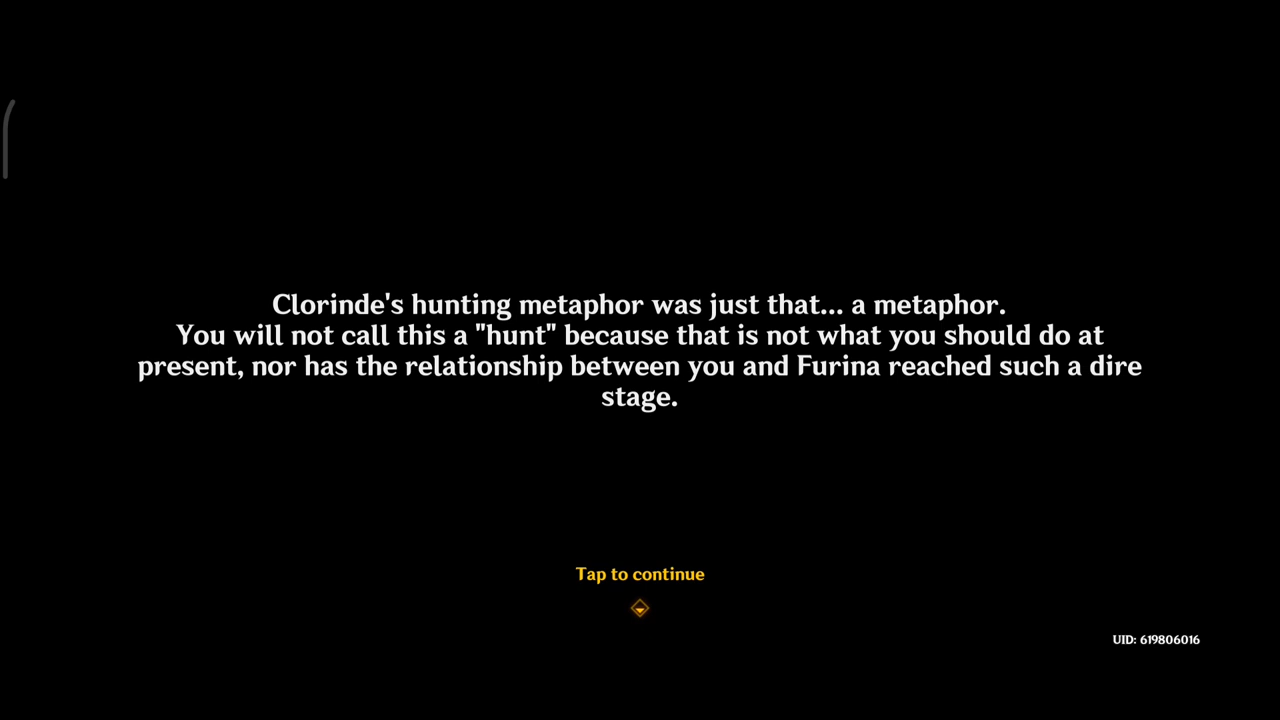 Clorinde's hunting metaphor was just that... a metaphor.
You will not call this a "hunt" because that is not what you should do at
present, nor has the relationship between you and Furina reached such a dire
stage.
Tap to continue
UID: 619806016